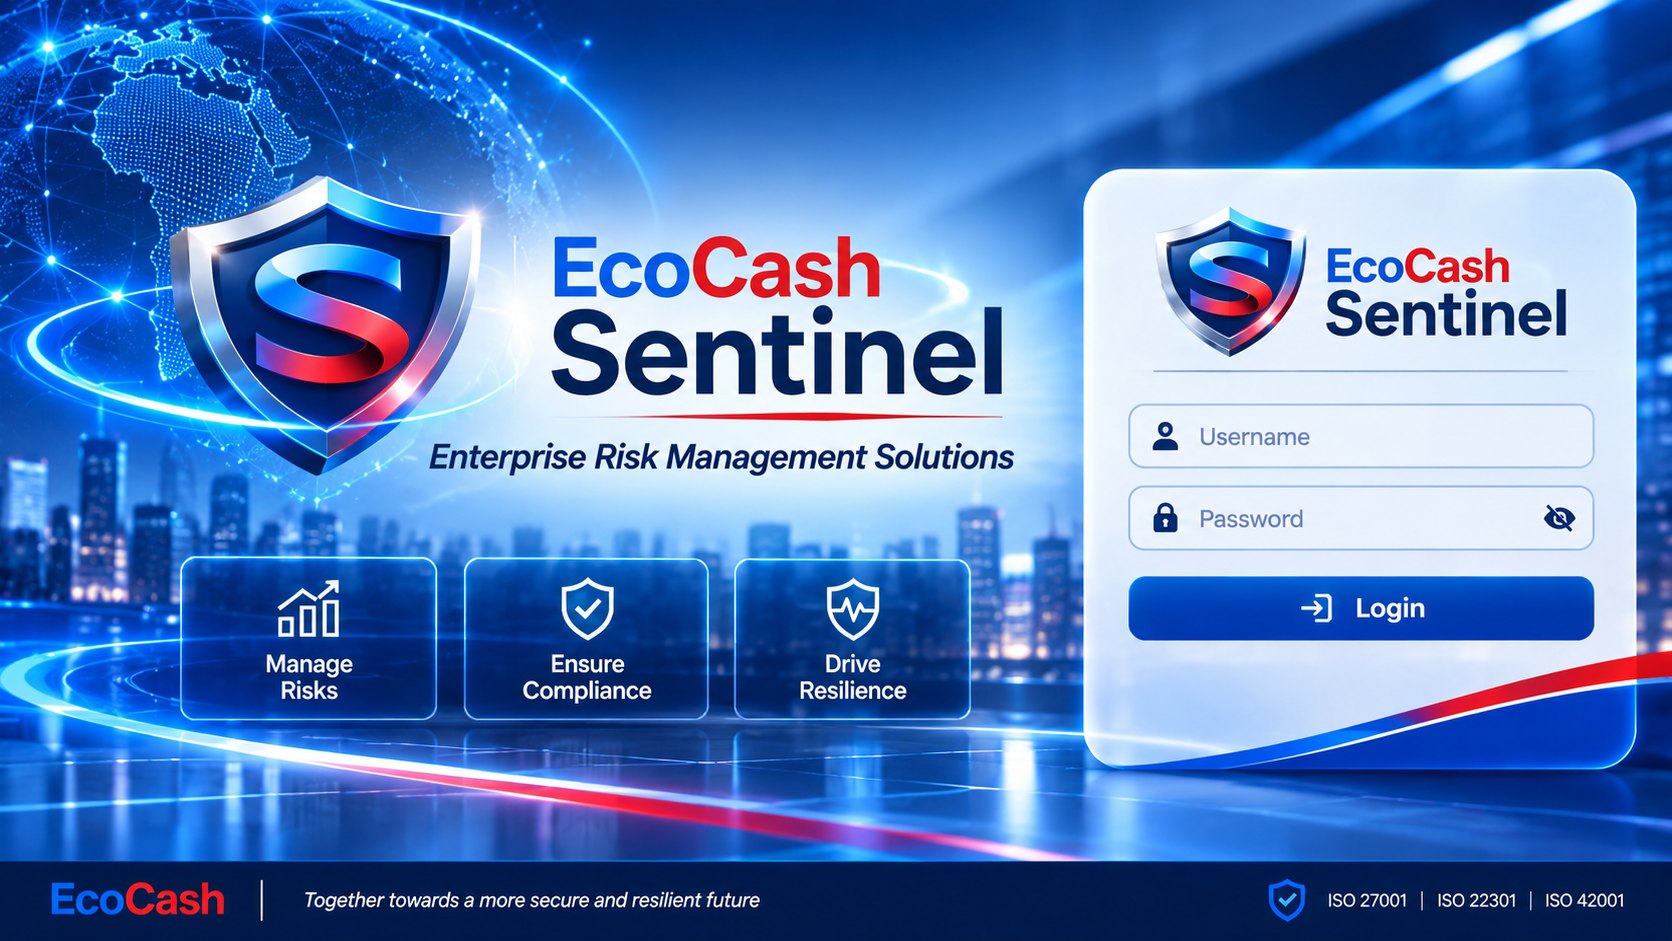 EcoCash
Sentinel
Enterprise Risk Management Solutions
Manage
Risks
Ensure
Compliance
Drive
Resilience
EcoCash
Sentinel
Username
Password
Login
EcoCash
Together towards a more secure and resilient future
ISO 27001 | ISO 22301 | ISO 42001